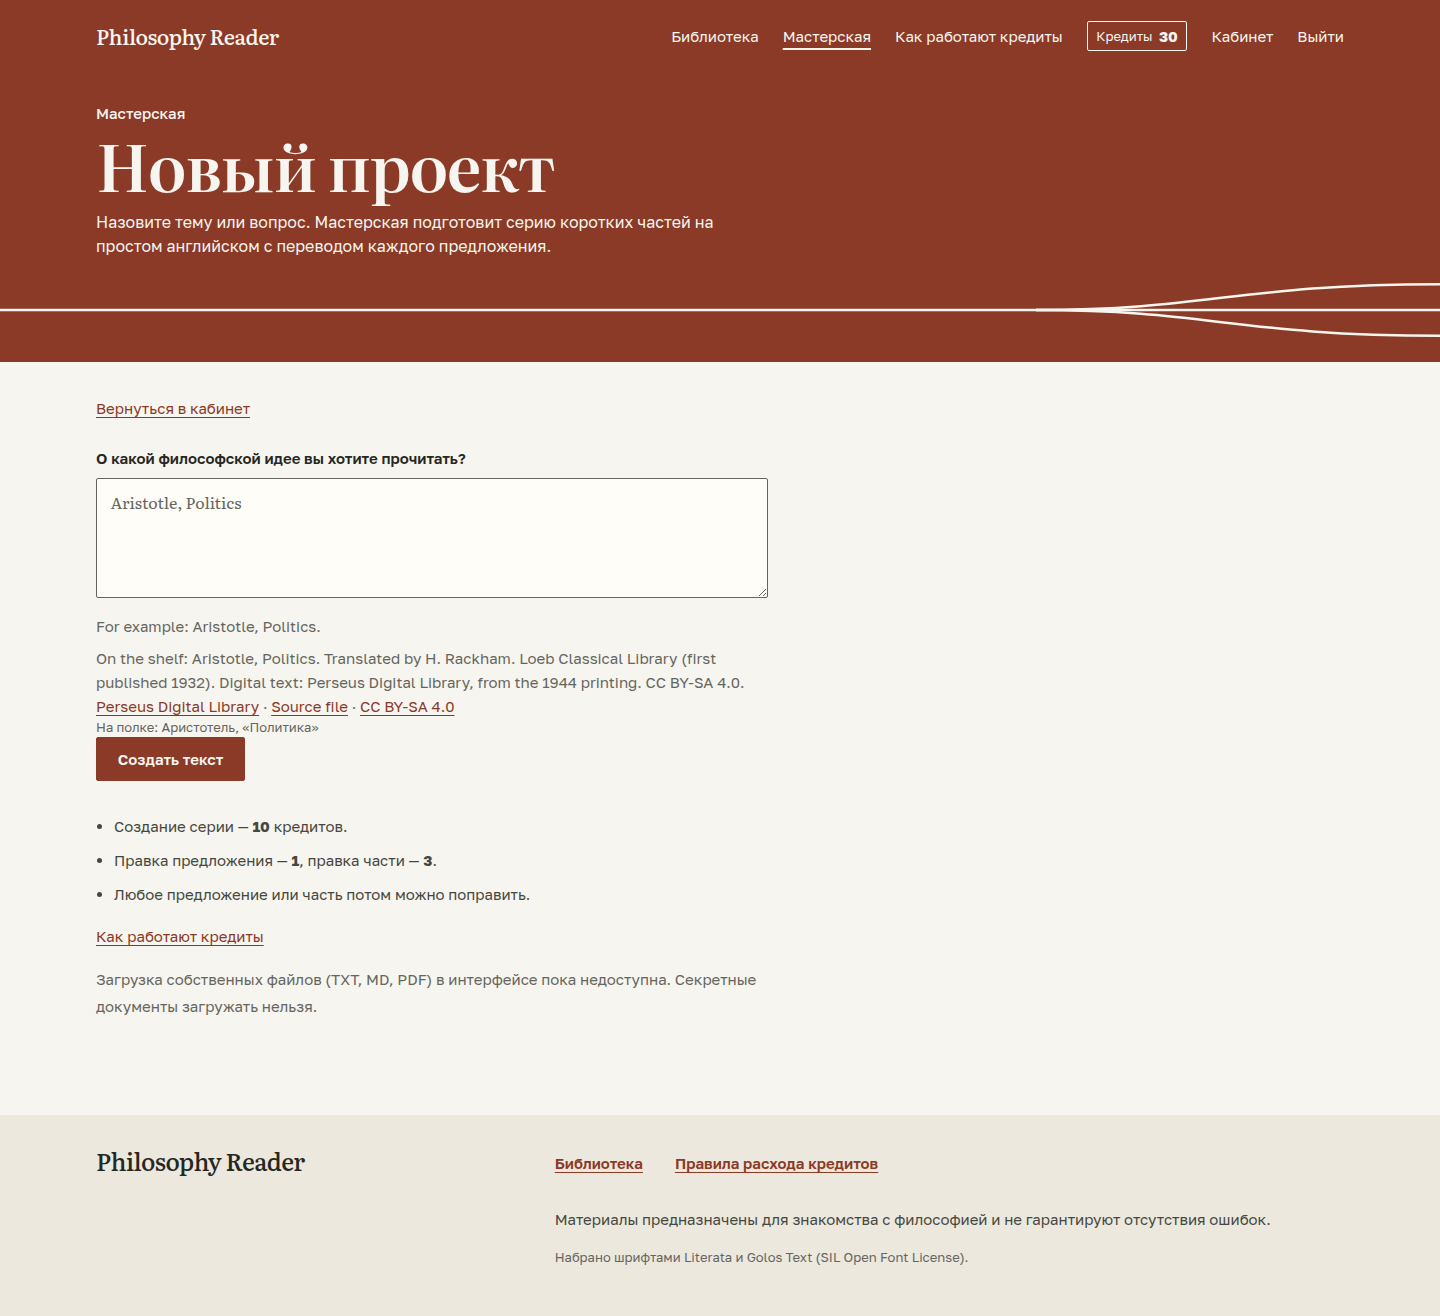 Philosophy Reader
Библиотека
Мастерская
Как работают кредиты
Кредиты 30
Кабинет
Выйти
Мастерская
Новый проект
Назовите тему или вопрос. Мастерская подготовит серию коротких частей на
простом английском с переводом каждого предложения.
Вернуться в кабинет
О какой философской идее вы хотите прочитать?
Aristotle, Politics
For example: Aristotle, Politics.
On the shelf: Aristotle, Politics. Translated by H. Rackham. Loeb Classical Library (first
published 1932). Digital text: Perseus Digital Library, from the 1944 printing. CC BY-SA 4.0.
Perseus Digital Library · Source file · CC BY-SA 4.0
На полке: Аристотель, «Политика»
Создать текст
• Создание серии — 10 кредитов.
• Правка предложения — 1, правка части — 3.
• Любое предложение или часть потом можно поправить.
Как работают кредиты
Загрузка собственных файлов (TXT, MD, PDF) в интерфейсе пока недоступна. Секретные
документы загружать нельзя.
Philosophy Reader
Библиотека
Правила расхода кредитов
Материалы предназначены для знакомства с философией и не гарантируют отсутствия ошибок.
Набрано шрифтами Literata и Golos Text (SIL Open Font License).